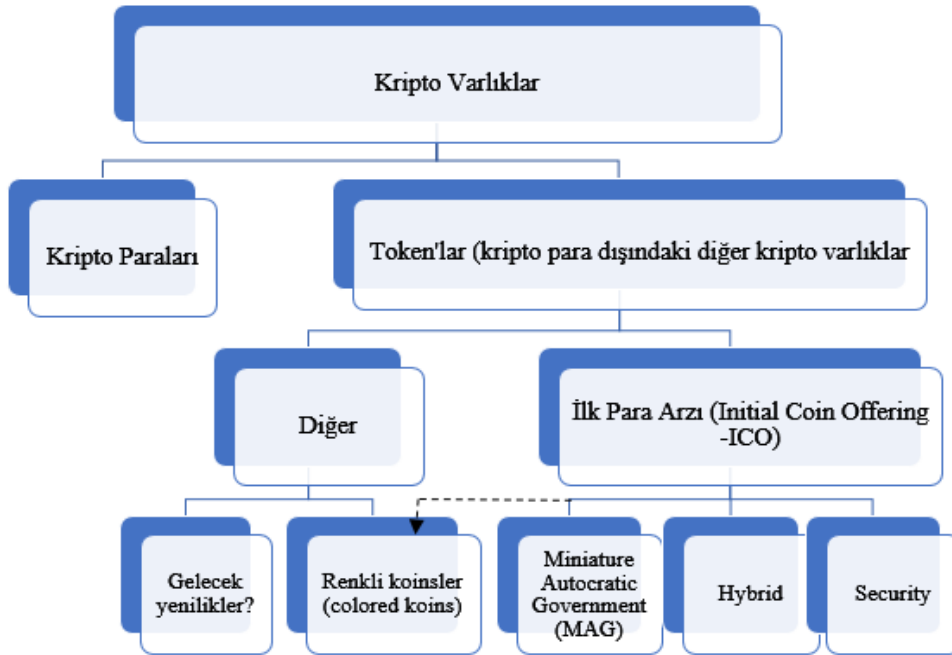 Kripto Varlıklar
Kripto Paraları
Token'lar (kripto para dışındaki diğer kripto varlıklar
Diğer
İlk Para Arzı (Initial Coin Offering
-ICO)
Gelecek
yenilikler?
Renkli koinsler
(colored koins)
Miniature
Autocratic
Government
(MAG)
Hybrid
Security